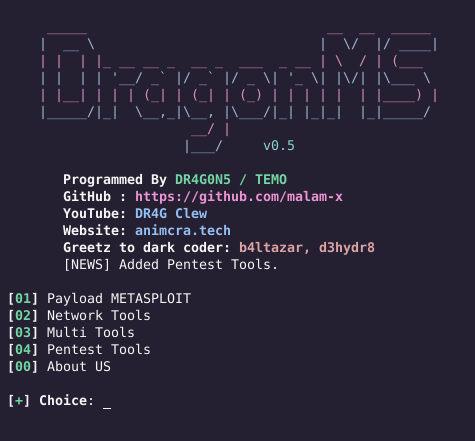 DragonMS
v0.5
Programmed By DR4G0N5 / TEMO
GitHub : https://github.com/malam-x
YouTube: DR4G Clew
Website: animcra.tech
Greetz to dark coder: b4ltazar, d3hydr8
[NEWS] Added Pentest Tools.
[01] Payload METASPLOIT
[02] Network Tools
[03] Multi Tools
[04] Pentest Tools
[00] About US
[+] Choice: _